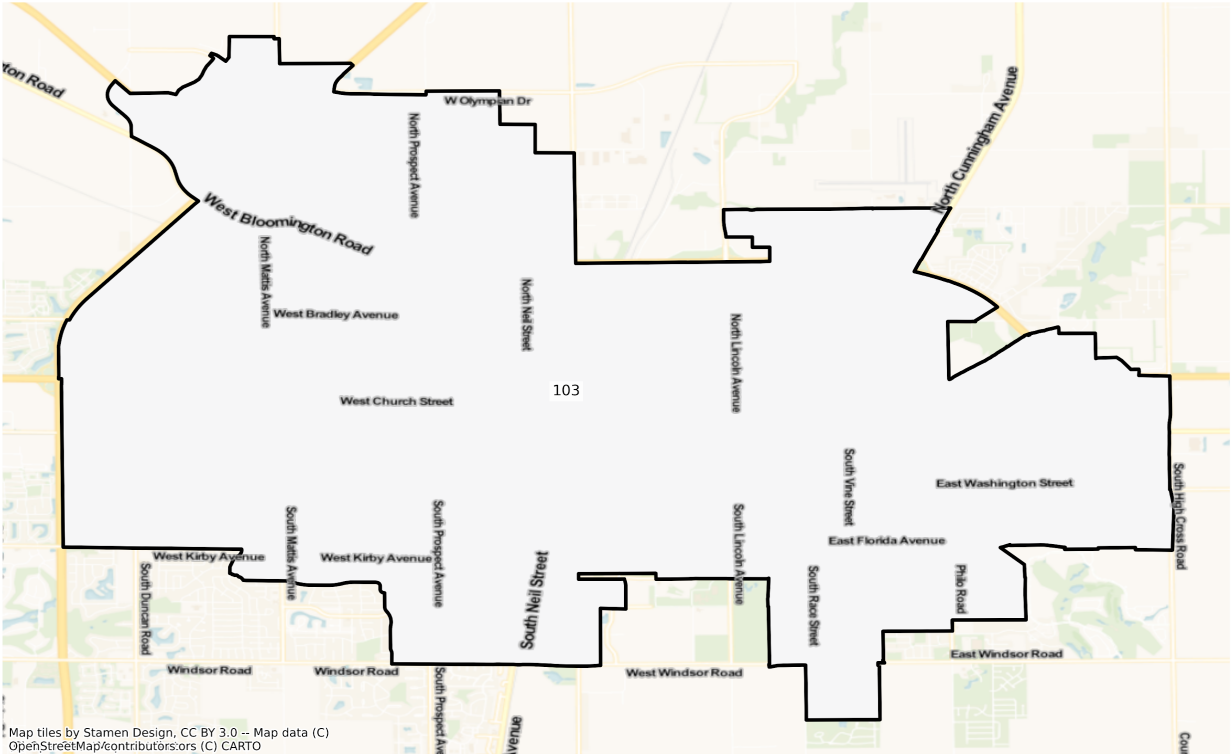 ton Road
W Olympian Dr
North Prospect Avenue
North Cunningham Avenue
West Bloomington Road
North Mattis Avenue
West Bradley Avenue
North Neil Street
North Lincoln Avenue
103
West Church Street
South Vine Street
East Washington Street
South High Cross Road
South Mattis Avenue
South Prospect Avenue
South Lincoln Avenue
East Florida Avenue
West Kirby Avenue
West Kirby Avenue
South Neil Street
South Duncan Road
South Race Street
Philo Road
East Windsor Road
Windsor Road
Windsor Road
West Windsor Road
South Prospect Av
venue
Cou
Map tiles by Stamen Design, CC BY 3.0 -- Map data (C)
OpenStreetMap contributors (C) CARTO